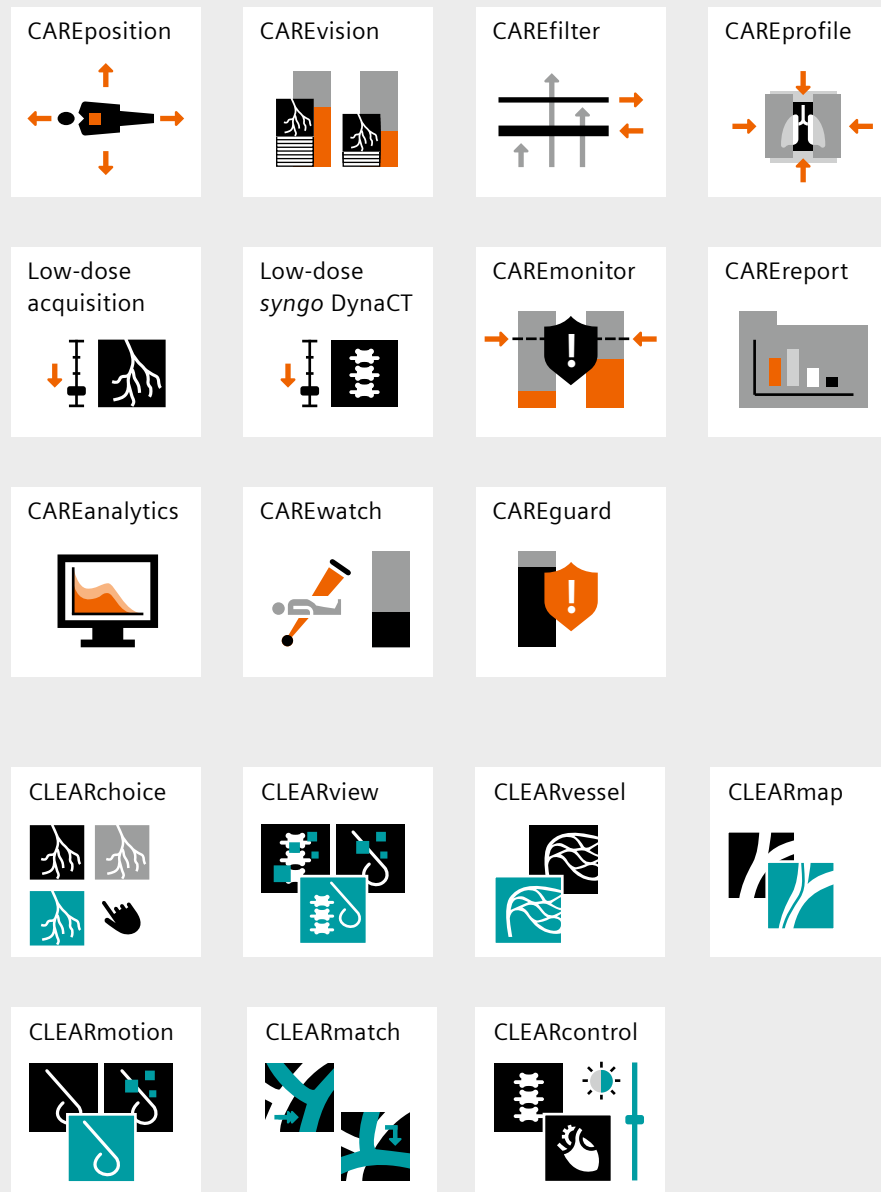 CAREposition
CAREvision
CAREfilter
CAREprofile
Low-dose
acquisition
Low-dose
syngo DynaCT
CAREmonitor
CAREreport
CAREanalytics
CAREwatch
CAREguard
CLEARchoice
CLEARview
CLEARvessel
CLEARmap
CLEARmotion
CLEARmatch
CLEARcontrol